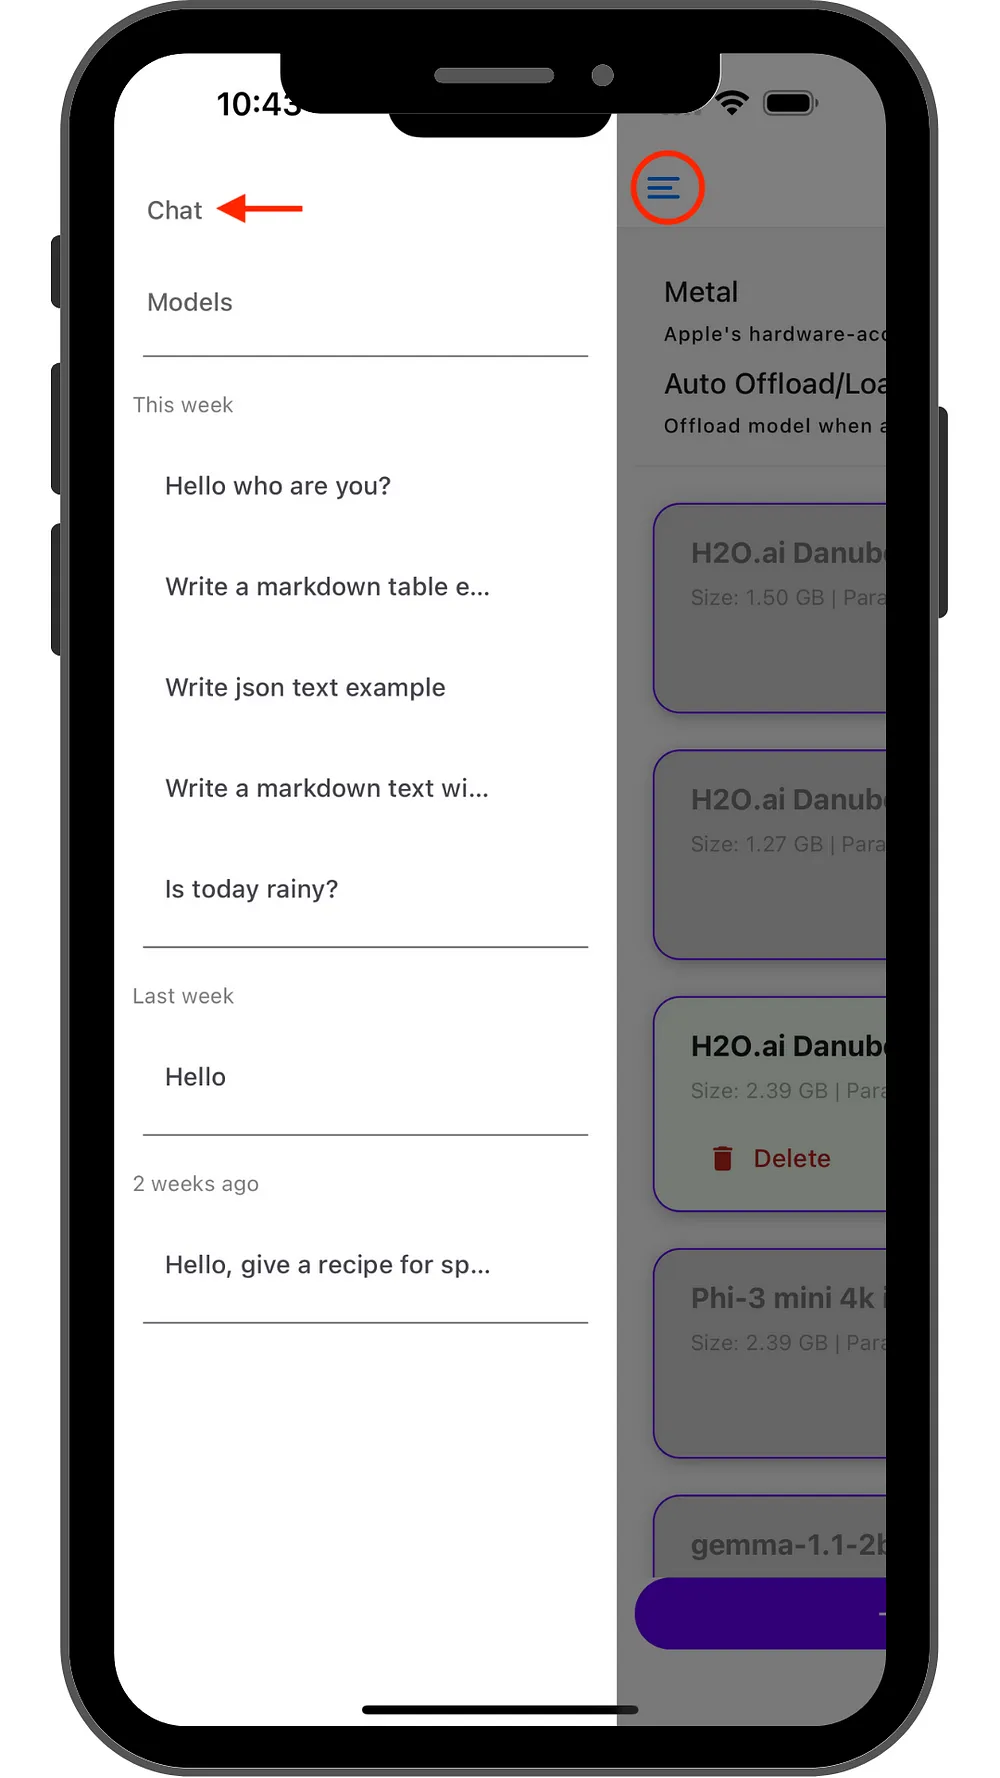 10:43
Chat
Models
This week
Hello who are you?
Write a markdown table e...
Write json text example
Write a markdown text wi...
Is today rainy?
Last week
Hello
2 weeks ago
Hello, give a recipe for sp...
Metal
Apple's hardware-acc
Auto Offload/Loa
Offload model when a
H2O.ai Danube
Size: 1.50 GB | Para
H2O.ai Danube
Size: 1.27 GB | Para
H2O.ai Danube
Size: 2.39 GB | Para
Delete
Phi-3 mini 4k i
Size: 2.39 GB | Para
gemma-1.1-2b